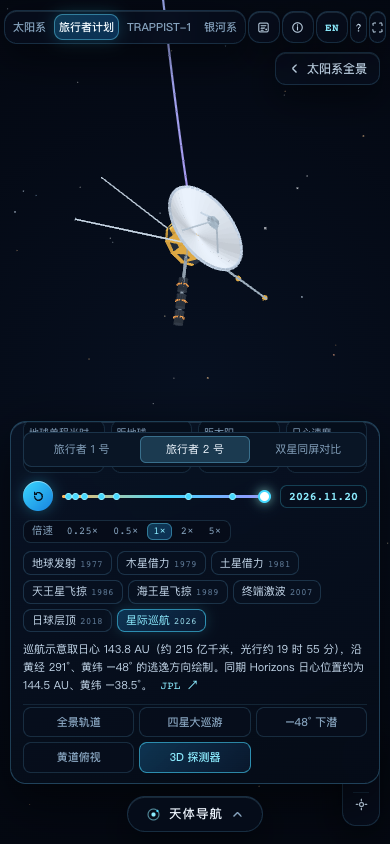 太阳系 旅行者计划 TRAPPIST-1 银河系 EN ?
太阳系全景
旅行者 1 号 旅行者 2 号 双星同屏对比
2026.11.20
倍速 0.25× 0.5× 1× 2× 5×
地球发射 1977 木星借力 1979 土星借力 1981
天王星飞掠 1986 海王星飞掠 1989 终端激波 2007
日球层顶 2018 星际巡航 2026
巡航示意取日心 143.8 AU（约 215 亿千米，光行约 19 时 55 分），沿
黄经 291°、黄纬 −48° 的逃逸方向绘制。同期 Horizons 日心位置约为
144.5 AU、黄纬 −38.5°。 JPL ↗
全景轨道 四星大巡游 −48° 下潜
黄道俯视 3D 探测器
天体导航